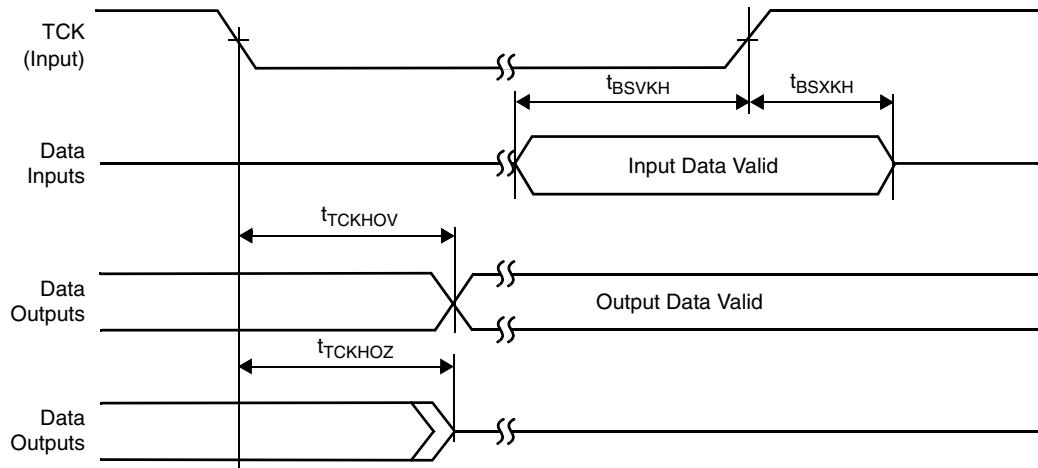 TCK
(Input)
tBSVKH
tBSXKH
Data
Inputs
Input Data Valid
tTCKHOV
Data
Outputs
Output Data Valid
tTCKHOZ
Data
Outputs